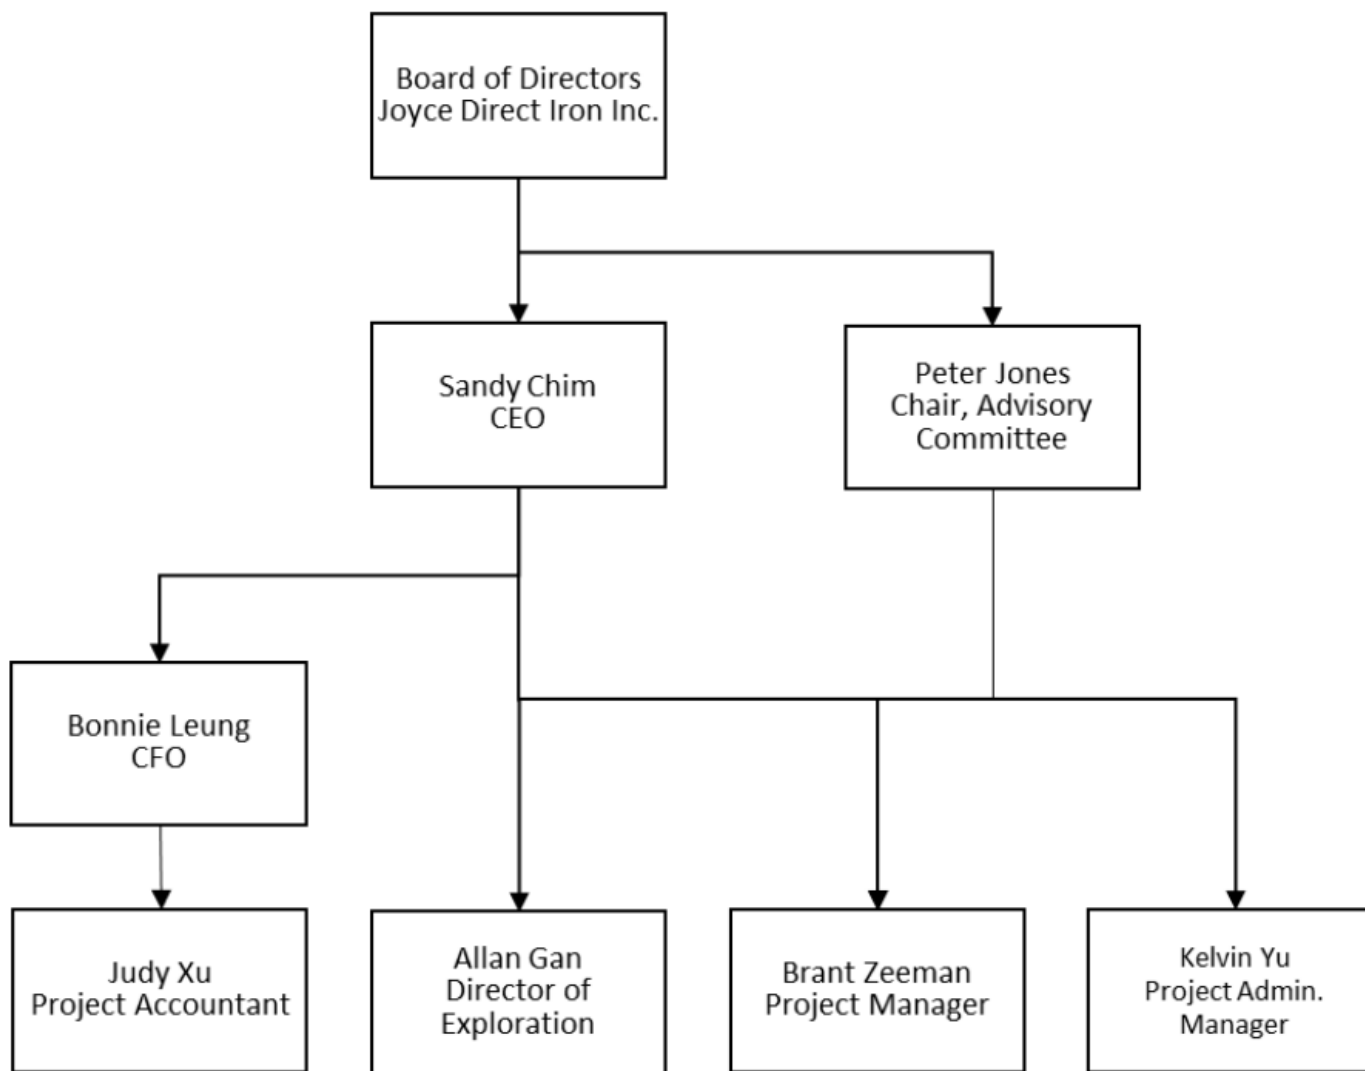 Board of Directors
Joyce Direct Iron Inc.
Sandy Chim
CEO
Peter Jones
Chair, Advisory
Committee
Bonnie Leung
CFO
Judy Xu
Project Accountant
Allan Gan
Director of
Exploration
Brant Zeeman
Project Manager
Kelvin Yu
Project Admin.
Manager